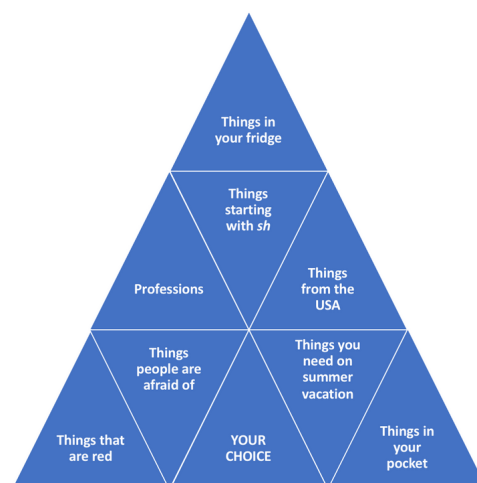 Things in
your fridge
Things
starting
with sh
Professions
Things
from the
USA
Things
people are
afraid of
Things you
need on
summer
vacation
Things that
are red
YOUR
CHOICE
Things in
your
pocket